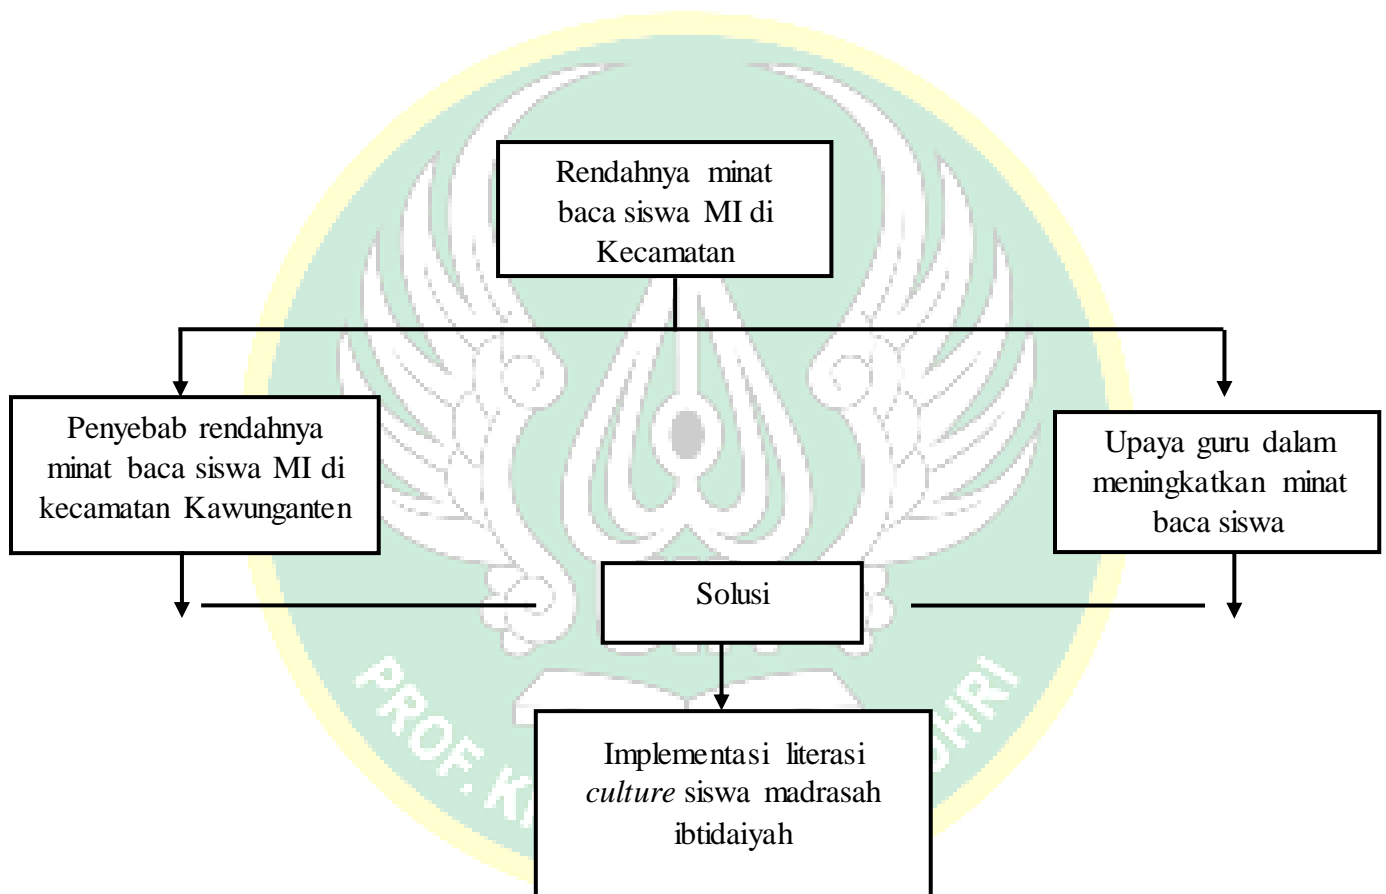 Rendahnya minat
baca siswa MI di
Kecamatan
Penyebab rendahnya
minat baca siswa MI di
kecamatan Kawunganten
Upaya guru dalam
meningkatkan minat
baca siswa
Solusi
Implementasi literasi
culture siswa madrasah
ibtidaiyah
PROF. K